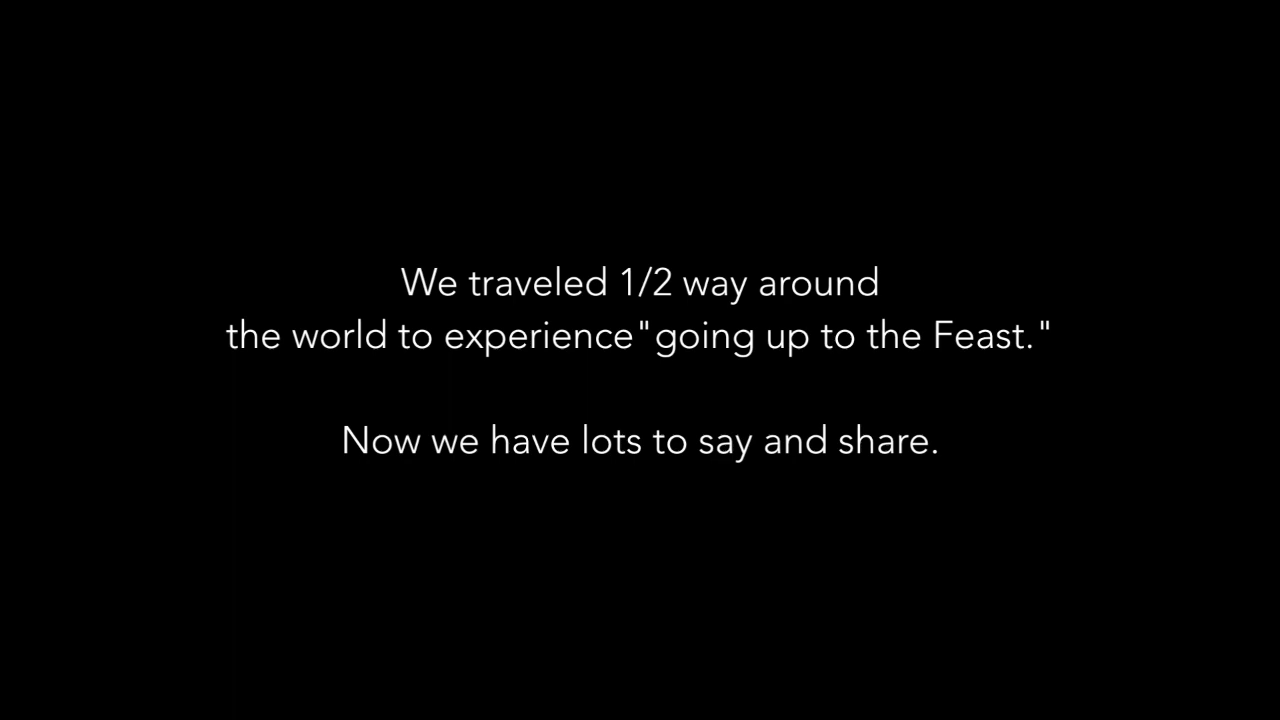 We traveled 1/2 way around
the world to experience"going up to the Feast."
Now we have lots to say and share.